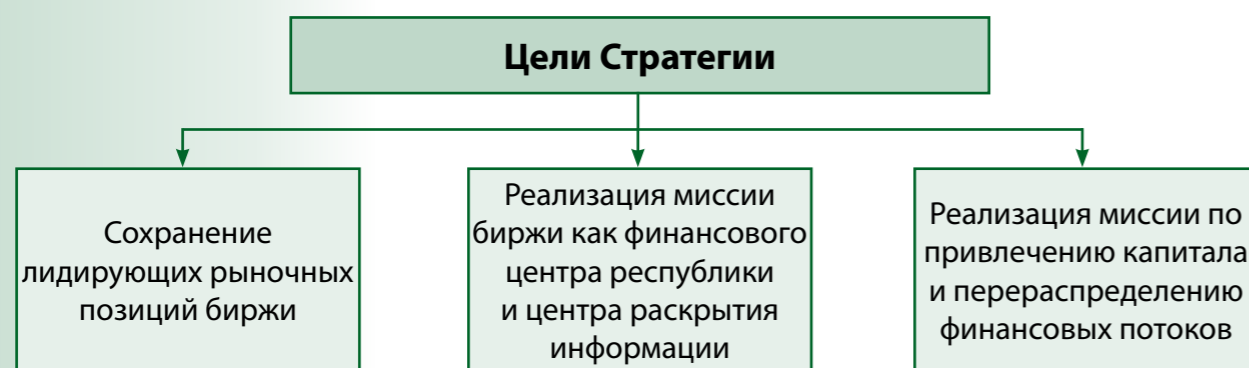 Цели Стратегии
Сохранение
лидирующих рыночных
позиций биржи
Реализация миссии
биржи как финансового
центра республики
и центра раскрытия
информации
Реализация миссии по
привлечению капитала
и перераспределению
финансовых потоков